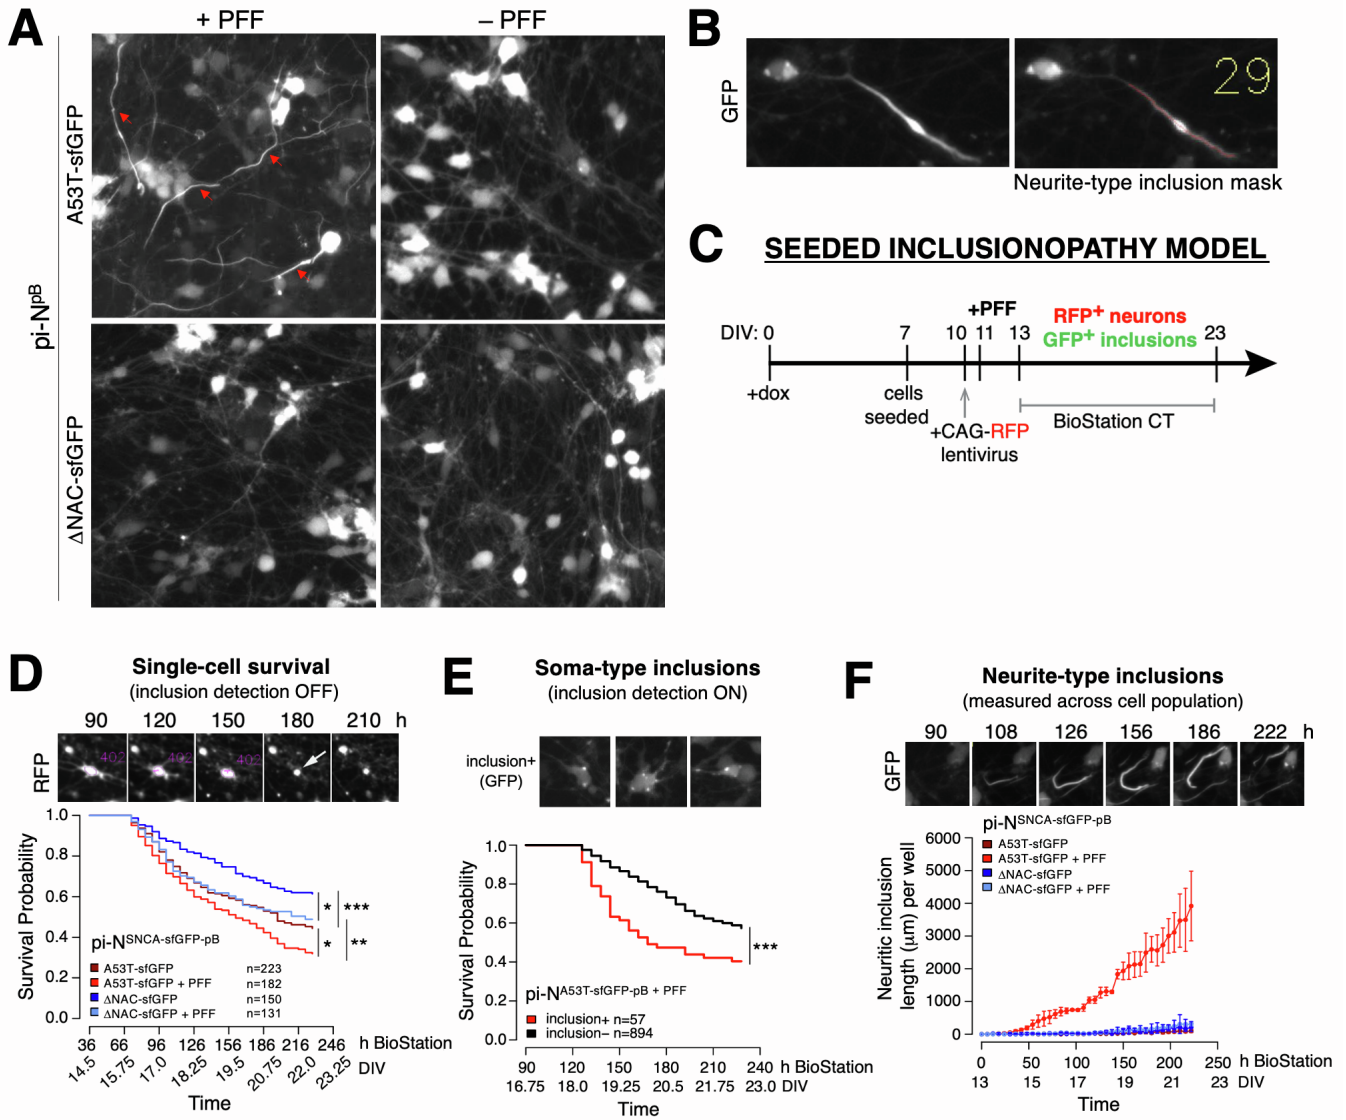 A
+ PFF
– PFF
A53T-sfGFP
ΔNAC-sfGFP
pi-NpB
B
GFP
29
Neurite-type inclusion mask
C
SEEDED INCLUSIONOPATHY MODEL
+PFF
RFP+ neurons
GFP+ inclusions
DIV: 0 7 10 11 13 23
+dox
cells
seeded
+CAG-RFP
lentivirus
BioStation CT
D
Single-cell survival
(inclusion detection OFF)
90 120 150 180 210 h
RFP
402 402 402
Survival Probability
1.0
0.8
0.6
0.4
0.2
0.0
* ***
* **
pi-NSNCA-sfGFP-pB
A53T-sfGFP n=223
A53T-sfGFP + PFF n=182
ΔNAC-sfGFP n=150
ΔNAC-sfGFP + PFF n=131
36 66 96 126 156 186 216 246 h BioStation
14.5 15.75 17.0 18.25 19.5 20.75 22.0 23.25 DIV
Time
E
Soma-type inclusions
(inclusion detection ON)
inclusion+
(GFP)
Survival Probability
1.0
0.8
0.6
0.4
0.2
0.0
***
pi-NA53T-sfGFP-pB + PFF
inclusion+ n=57
inclusion– n=894
90 120 150 180 210 240 h BioStation
16.75 18.0 19.25 20.5 21.75 23.0 DIV
Time
F
Neurite-type inclusions
(measured across cell population)
90 108 126 156 186 222 h
GFP
pi-NSNCA-sfGFP-pB
A53T-sfGFP
A53T-sfGFP + PFF
ΔNAC-sfGFP
ΔNAC-sfGFP + PFF
Neuritic inclusion
length (μm) per well
6000
5000
4000
3000
2000
1000
0
0 50 100 150 200 250 h BioStation
13 15 17 19 21 23 DIV
Time